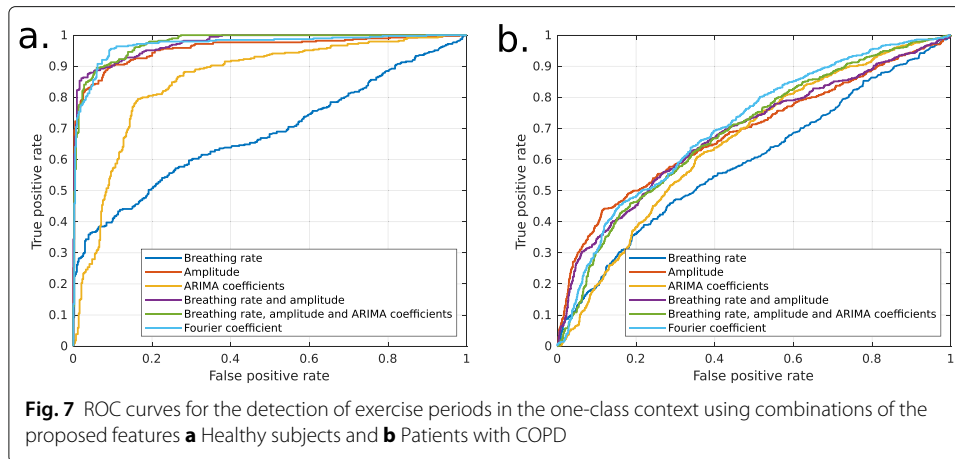 a.
1
0.9
0.8
0.7
0.6
0.5
0.4
0.3
0.2
0.1
0
True positive rate
Breathing rate
Amplitude
ARIMA coefficients
Breathing rate and amplitude
Breathing rate, amplitude and ARIMA coefficients
Fourier coefficient
0 0.2 0.4 0.6 0.8 1
False positive rate
b.
1
0.9
0.8
0.7
0.6
0.5
0.4
0.3
0.2
0.1
0
True positive rate
Breathing rate
Amplitude
ARIMA coefficients
Breathing rate and amplitude
Breathing rate, amplitude and ARIMA coefficients
Fourier coefficient
0 0.2 0.4 0.6 0.8 1
False positive rate
Fig. 7 ROC curves for the detection of exercise periods in the one-class context using combinations of the
proposed features a Healthy subjects and b Patients with COPD